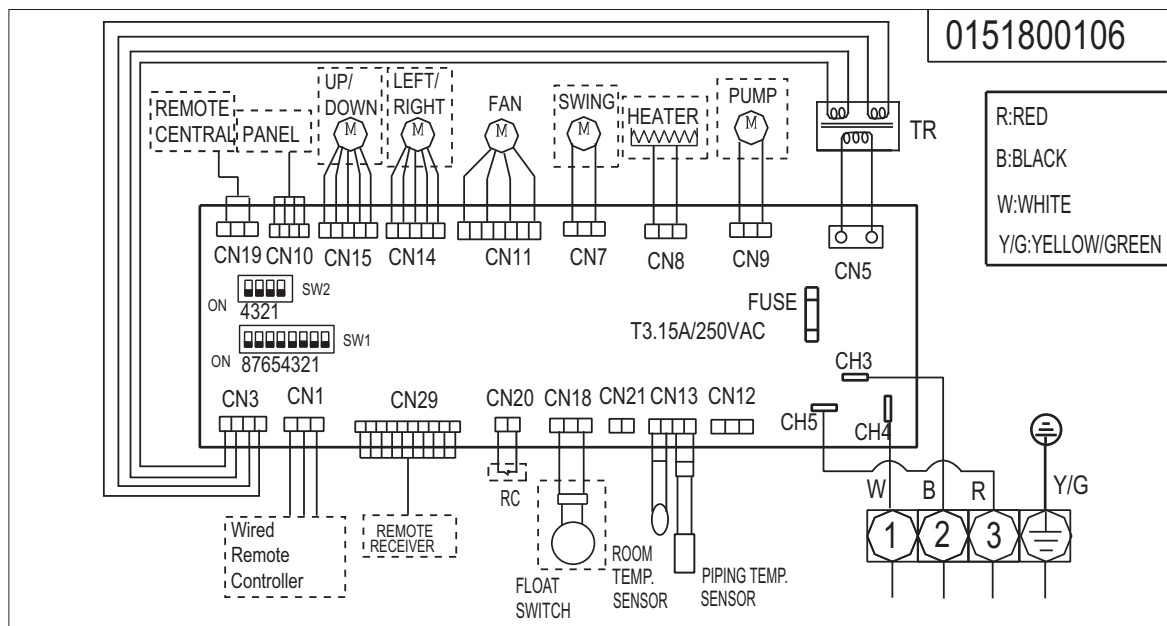 0151800106
R:RED
B:BLACK
W:WHITE
Y/G:YELLOW/GREEN
REMOTE
CENTRAL
PANEL
UP/
DOWN
M
LEFT/
RIGHT
M
FAN
M
SWING
M
HEATER
PUMP
M
TR
CN19
CN10
CN15
CN14
CN11
CN7
CN8
CN9
CN5
ON
4321
SW2
ON
87654321
SW1
FUSE
T3.15A/250VAC
CH3
CH5
CH4
CN3
CN1
CN29
CN20
CN18
CN21
CN13
CN12
W
B
R
Y/G
1
2
3
Wired
Remote
Controller
REMOTE
RECEIVER
RC
FLOAT
SWITCH
ROOM
TEMP.
SENSOR
PIPING TEMP.
SENSOR